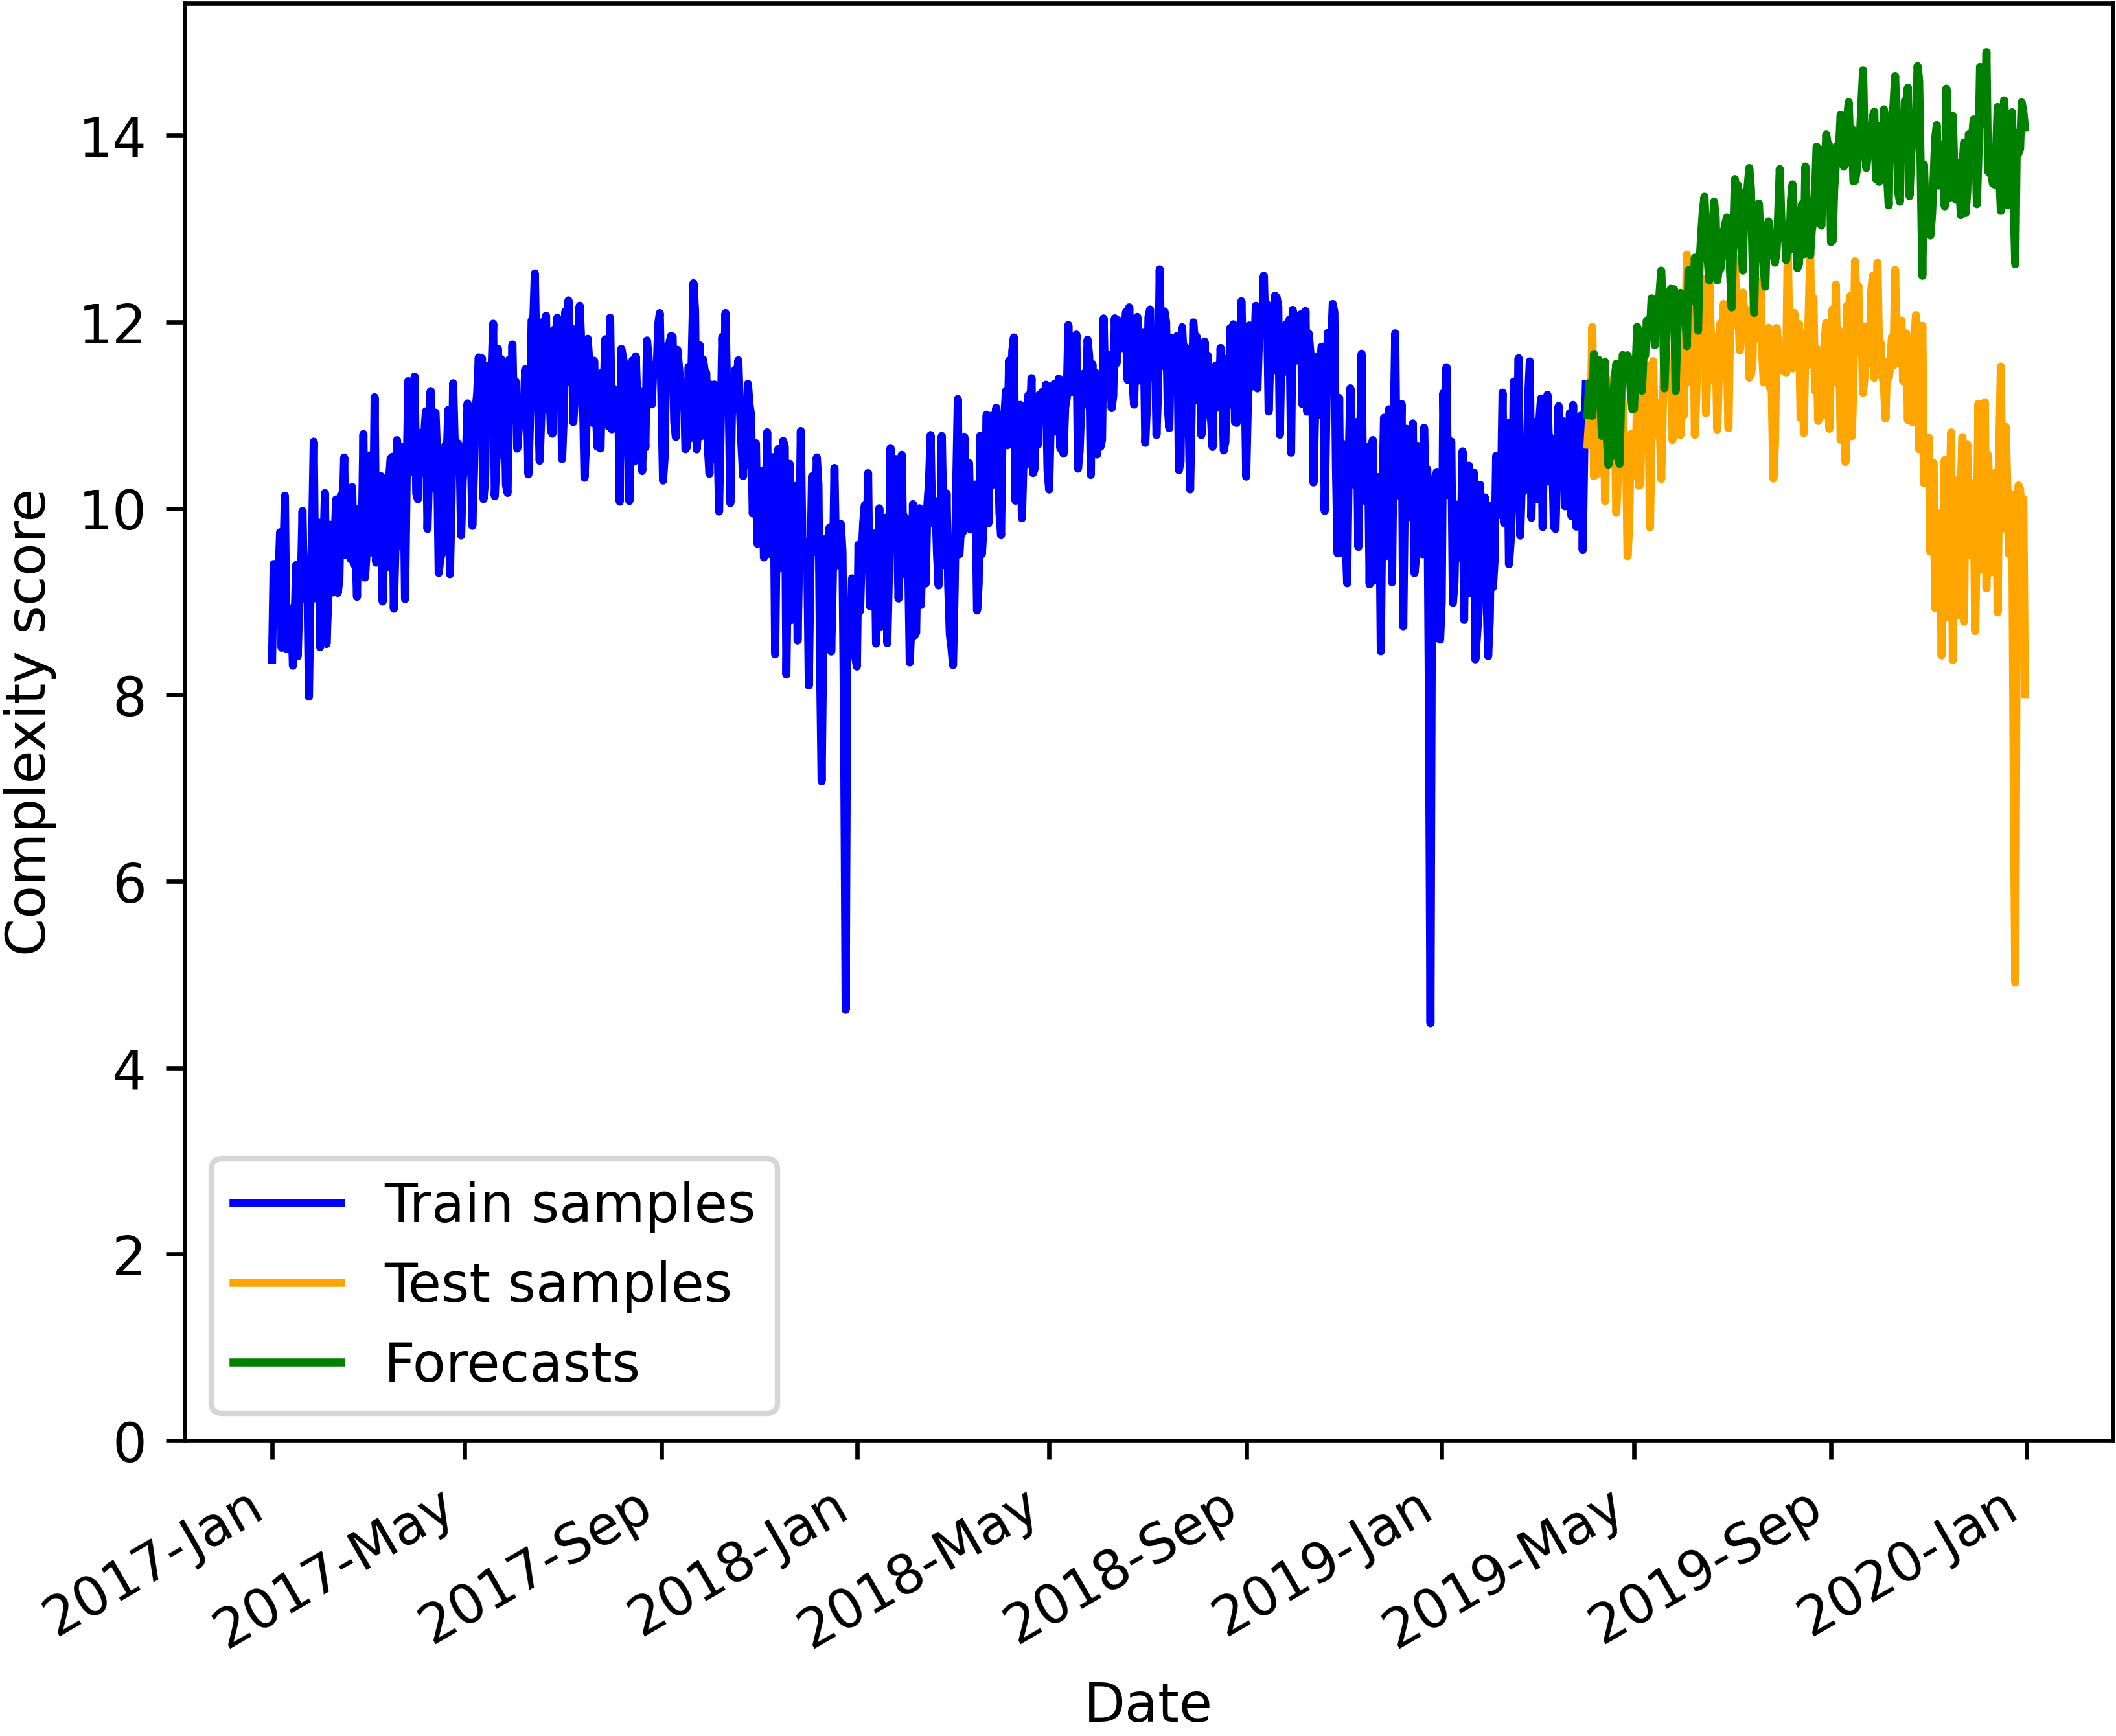 Complexity score
14
12
10
8
6
4
2
0
Train samples
Test samples
Forecasts
2017-Jan
2017-May
2017-Sep
2018-Jan
2018-May
2018-Sep
2019-Jan
2019-May
2019-Sep
2020-Jan
Date